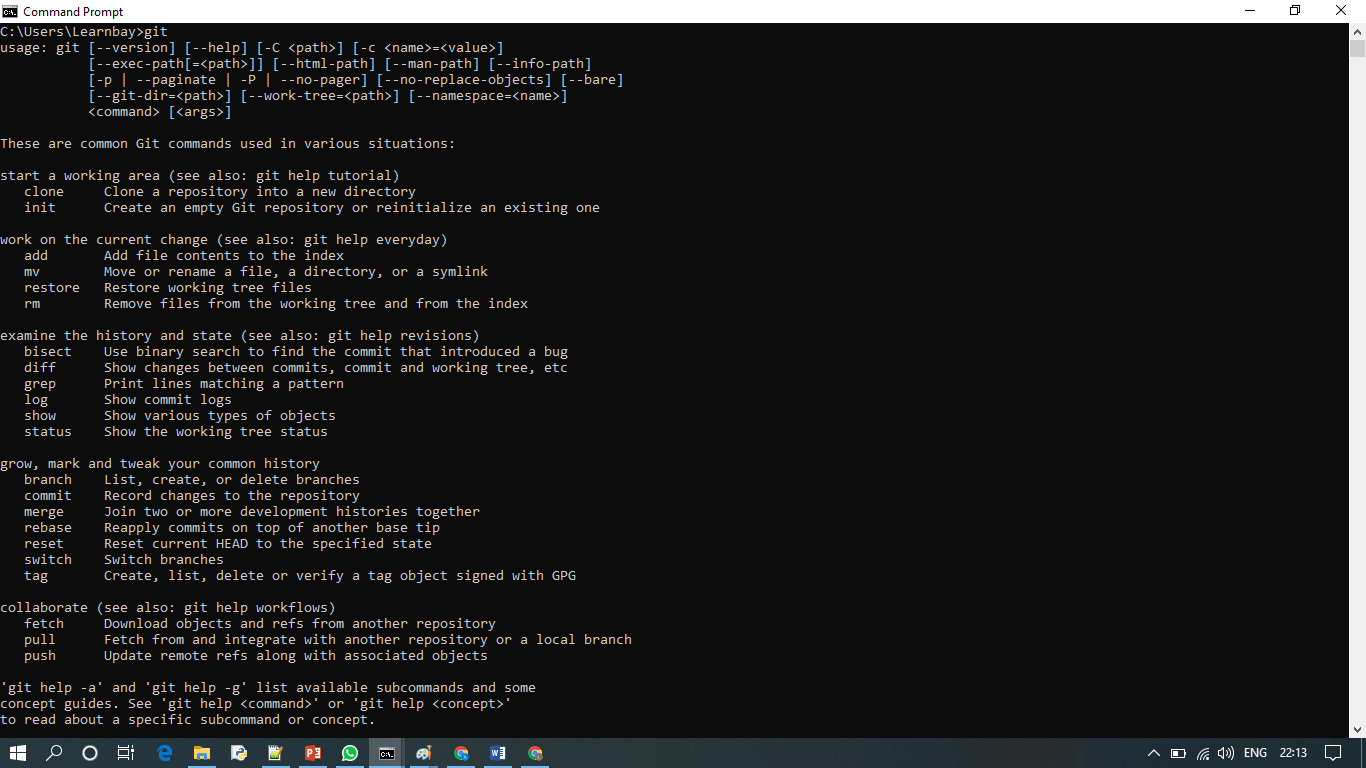 Command Prompt
C:\Users\Learnbay>git
usage: git [--version] [--help] [-C <path>] [-c <name>=<value>]
           [--exec-path[=<path>]] [--html-path] [--man-path] [--info-path]
           [-p | --paginate | -P | --no-pager] [--no-replace-objects] [--bare]
           [--git-dir=<path>] [--work-tree=<path>] [--namespace=<name>]
           <command> [<args>]

These are common Git commands used in various situations:

start a working area (see also: git help tutorial)
   clone     Clone a repository into a new directory
   init      Create an empty Git repository or reinitialize an existing one

work on the current change (see also: git help everyday)
   add       Add file contents to the index
   mv        Move or rename a file, a directory, or a symlink
   restore   Restore working tree files
   rm        Remove files from the working tree and from the index

examine the history and state (see also: git help revisions)
   bisect    Use binary search to find the commit that introduced a bug
   diff      Show changes between commits, commit and working tree, etc
   grep      Print lines matching a pattern
   log       Show commit logs
   show      Show various types of objects
   status    Show the working tree status

grow, mark and tweak your common history
   branch    List, create, or delete branches
   commit    Record changes to the repository
   merge     Join two or more development histories together
   rebase    Reapply commits on top of another base tip
   reset     Reset current HEAD to the specified state
   switch    Switch branches
   tag       Create, list, delete or verify a tag object signed with GPG

collaborate (see also: git help workflows)
   fetch     Download objects and refs from another repository
   pull      Fetch from and integrate with another repository or a local branch
   push      Update remote refs along with associated objects

'git help -a' and 'git help -g' list available subcommands and some
concept guides. See 'git help <command>' or 'git help <concept>'
to read about a specific subcommand or concept.
ENG 22:13